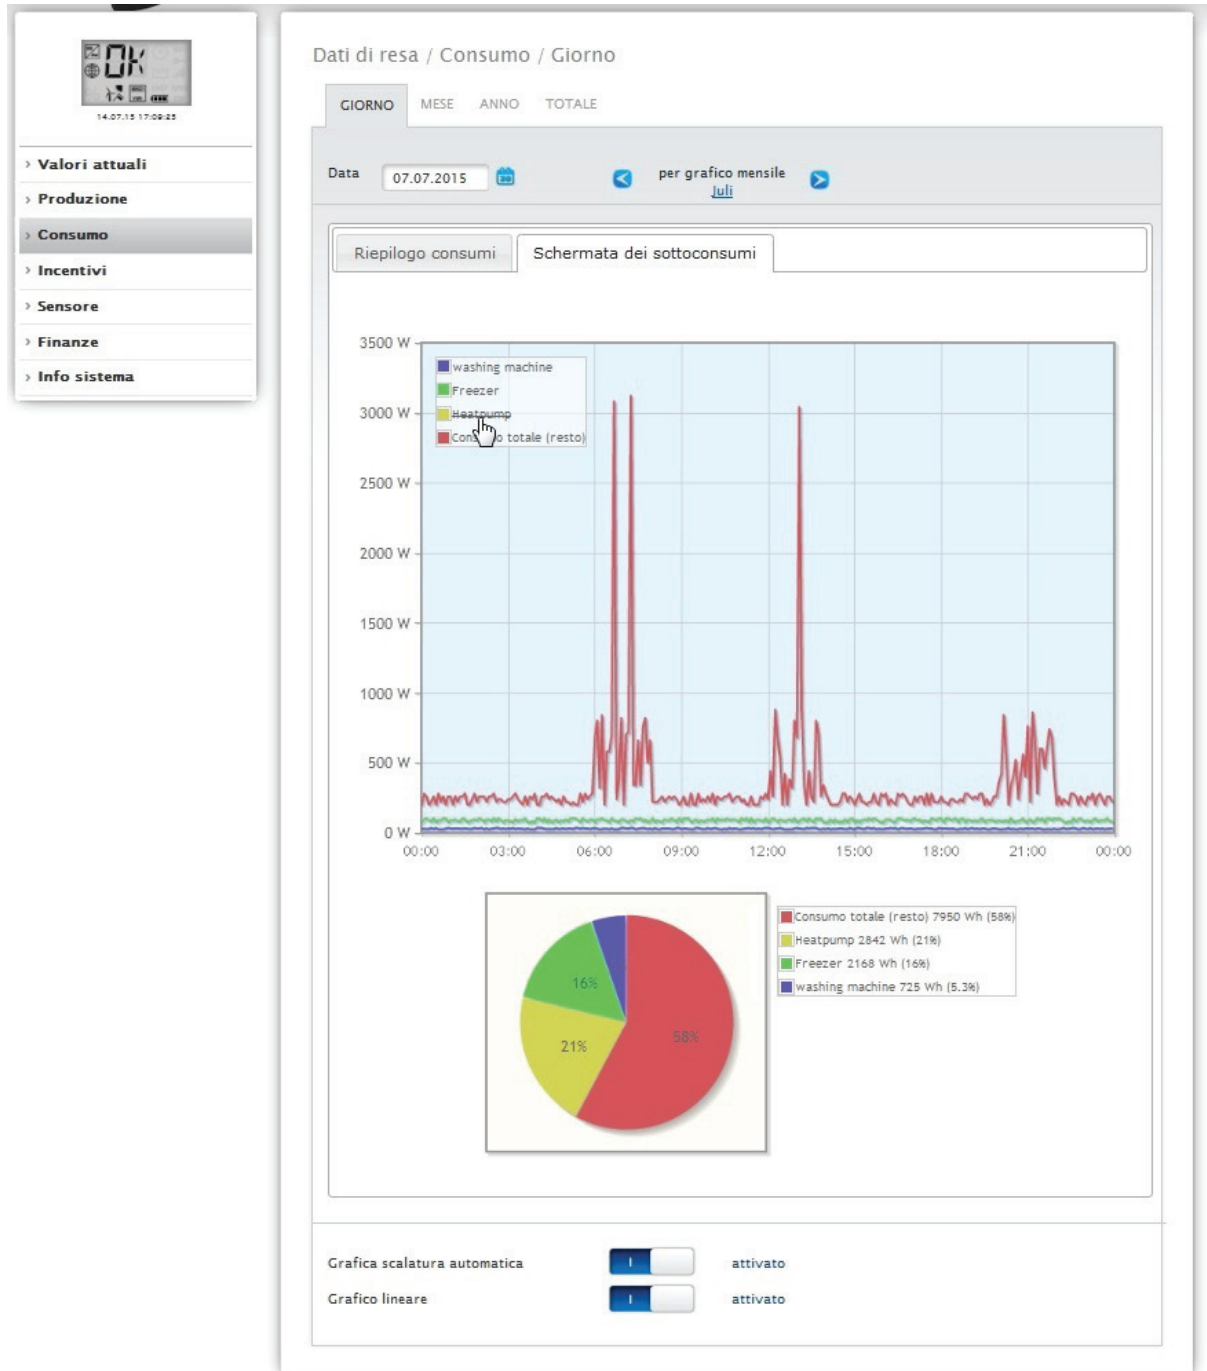 OK
14.07.15 17:09:25
Valori attuali
Produzione
Consumo
Incentivi
Sensore
Finanze
Info sistema
Dati di resa / Consumo / Giorno
GIORNO MESE ANNO TOTALE
Data 07.07.2015 per grafico mensile
Juli
Riepilogo consumi Schermata dei sottoconsumi
3500 W
washing machine
Freezer
3000 W Heatpump
totale (resto)
2500 W
2000 W
1500 W
1000 W
500 W
0 W
00:00 03:00 06:00 09:00 12:00 15:00 18:00 21:00 00:00
Consumo totale (resto) 7950 Wh (58%)
Heatpump 2842 Wh (21%)
Freezer 2168 Wh (16%)
washing machine 725 Wh (5.3%)
16%
58%
21%
Grafica scalatura automatica I attivato
Grafico lineare I attivato